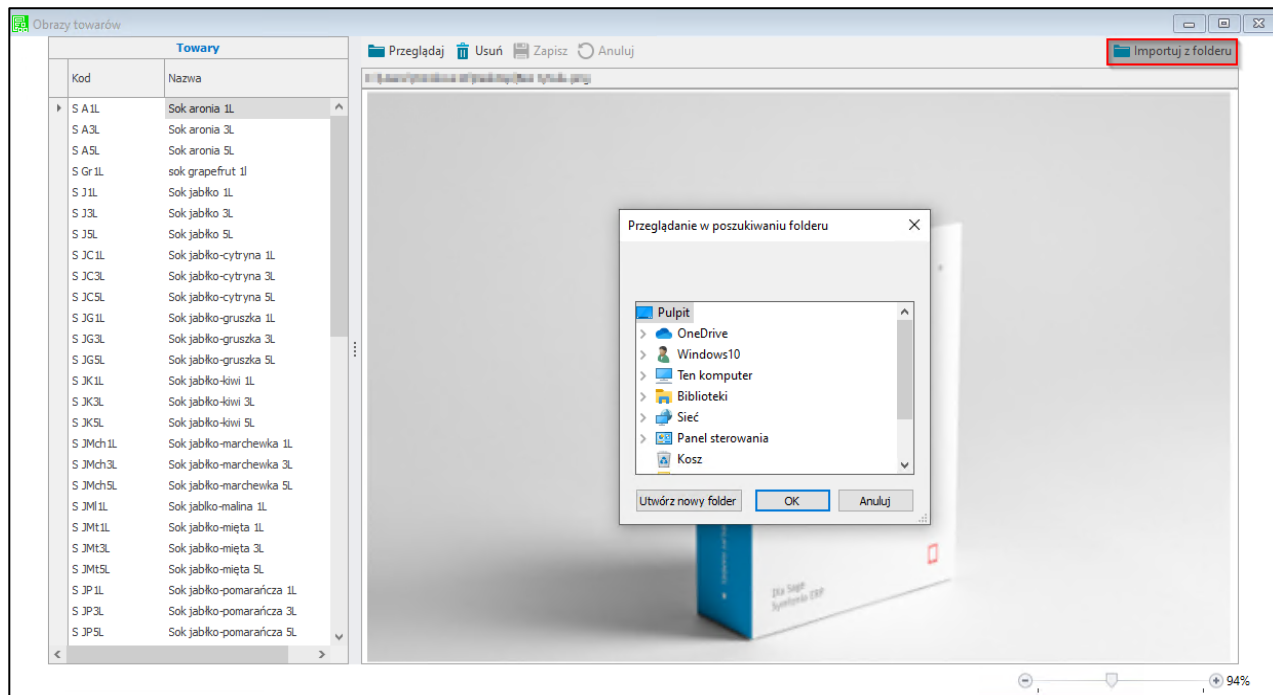 Obrazy towarów
Towary
Przeglądaj Usuń Zapisz Anuluj Importuj z folderu
Kod Nazwa
S A1L Sok aronia 1L
S A3L Sok aronia 3L
S A5L Sok aronia 5L
S Gr1L sok grapefrut 1l
S J1L Sok jabłko 1L
S J3L Sok jabłko 3L
S J5L Sok jabłko 5L
S JC1L Sok jabłko-cytryna 1L
S JC3L Sok jabłko-cytryna 3L
S JC5L Sok jabłko-cytryna 5L
S JG1L Sok jabłko-gruszka 1L
S JG3L Sok jabłko-gruszka 3L
S JG5L Sok jabłko-gruszka 5L
S JK1L Sok jabłko-kiwi 1L
S JK3L Sok jabłko-kiwi 3L
S JK5L Sok jabłko-kiwi 5L
S JMch1L Sok jabłko-marchewka 1L
S JMch3L Sok jabłko-marchewka 3L
S JMch5L Sok jabłko-marchewka 5L
S JMl1L Sok jablko-malina 1L
S JMt1L Sok jabłko-mięta 1L
S JMt3L Sok jabłko-mięta 3L
S JMt5L Sok jabłko-mięta 5L
S JP1L Sok jabłko-pomarańcza 1L
S JP3L Sok jabłko-pomarańcza 3L
S JP5L Sok jabłko-pomarańcza 5L
Przeglądanie w poszukiwaniu folderu
Pulpit
OneDrive
Windows10
Ten komputer
Biblioteki
Sieć
Panel sterowania
Kosz
Utwórz nowy folder OK Anuluj
Symfonia ERP
94%